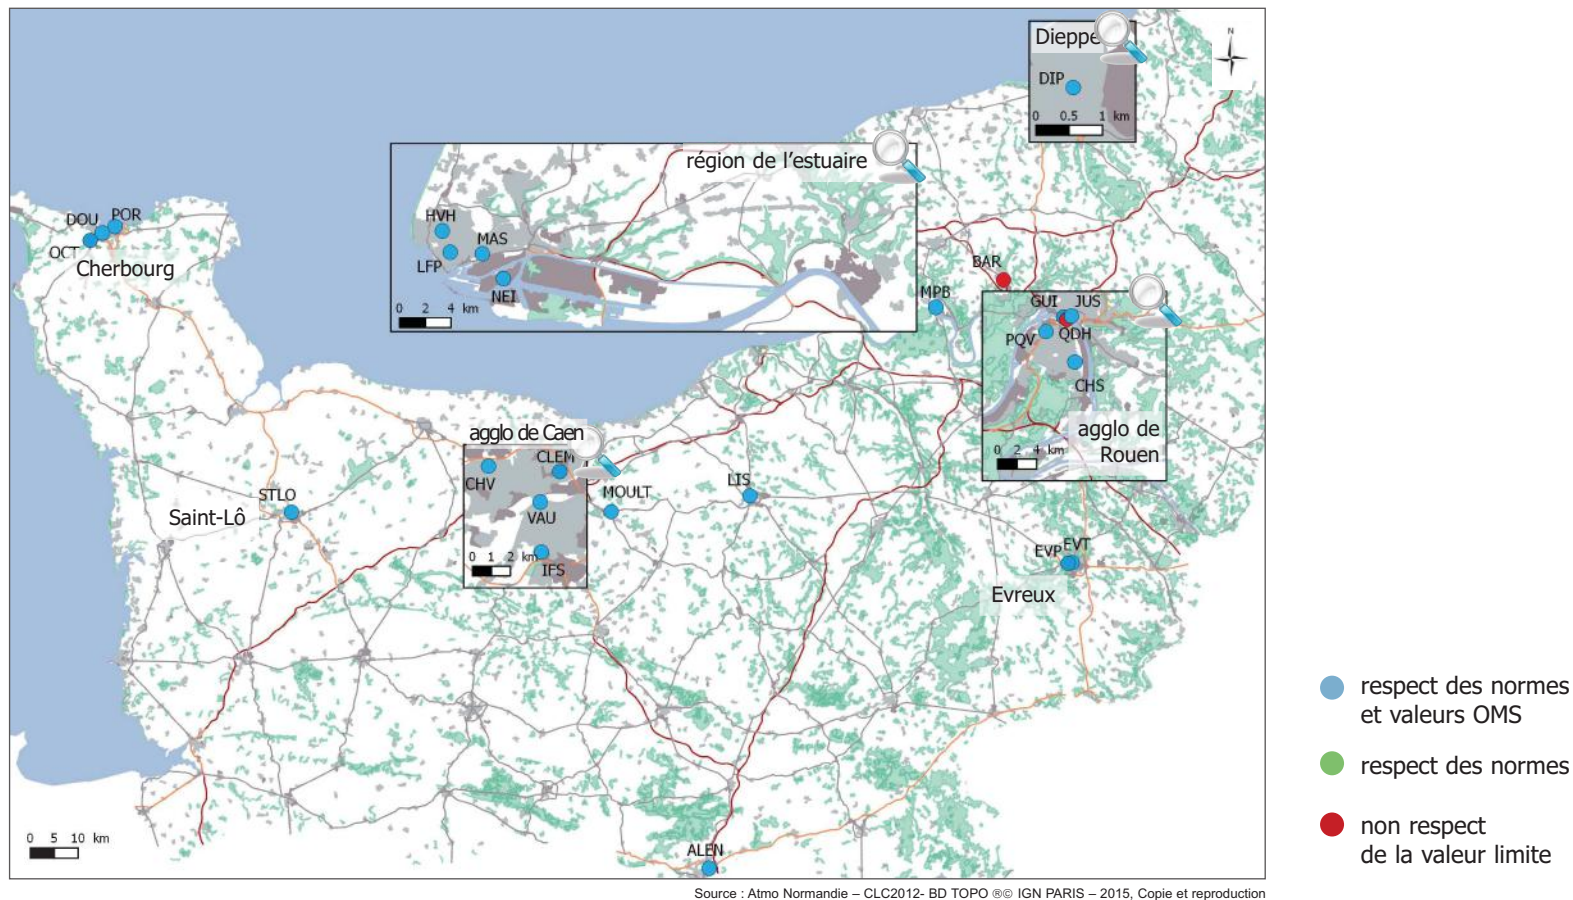 Dieppe
DIP
0 0.5 1 km
N
région de l'estuaire
HVH
MAS
LFP
NEI
0 2 4 km
DOU
POR
OCT
Cherbourg
BAR
MPB
GUI
JUS
PQV
QDH
CHS
agglo de
Rouen
0 2 4 km
agglo de Caen
CLEM
CHV
VAU
IFS
0 1 2 km
MOULT
LIS
STLO
Saint-Lô
EVP
EVT
Evreux
ALEN
0 5 10 km
respect des normes
et valeurs OMS
respect des normes
non respect
de la valeur limite
Source : Atmo Normandie – CLC2012- BD TOPO ®© IGN PARIS – 2015, Copie et reproduction